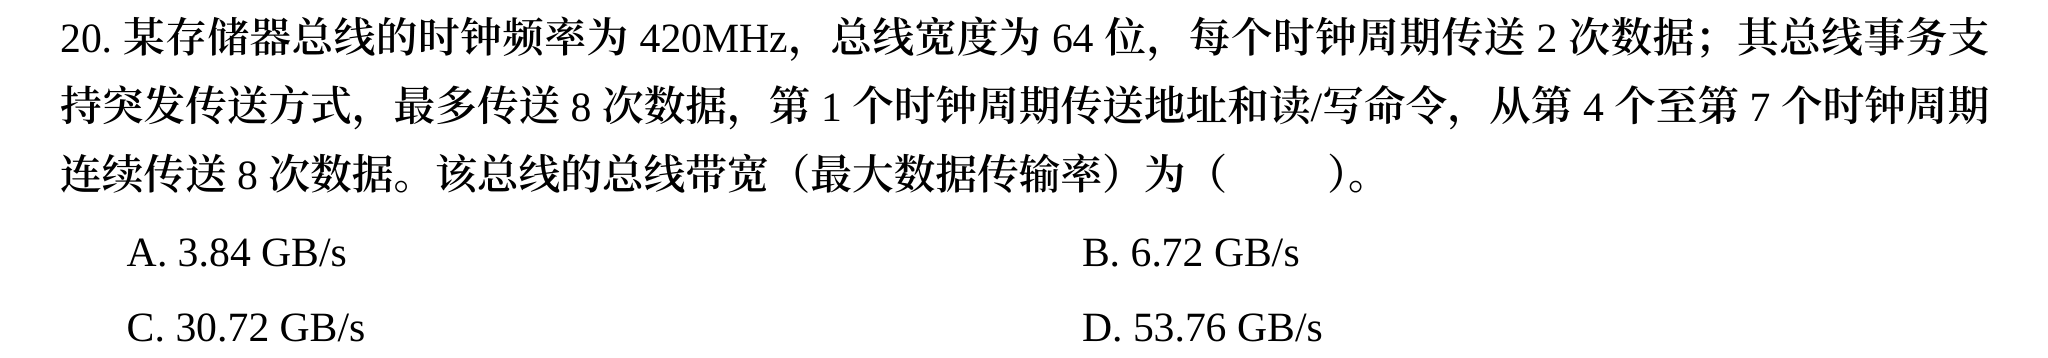 20. 某存储器总线的时钟频率为 420MHz，总线宽度为 64 位，每个时钟周期传送 2 次数据；其总线事务支
持突发传送方式，最多传送 8 次数据，第 1 个时钟周期传送地址和读/写命令，从第 4 个至第 7 个时钟周期
连续传送 8 次数据。该总线的总线带宽（最大数据传输率）为（　　）。
A. 3.84 GB/s
B. 6.72 GB/s
C. 30.72 GB/s
D. 53.76 GB/s